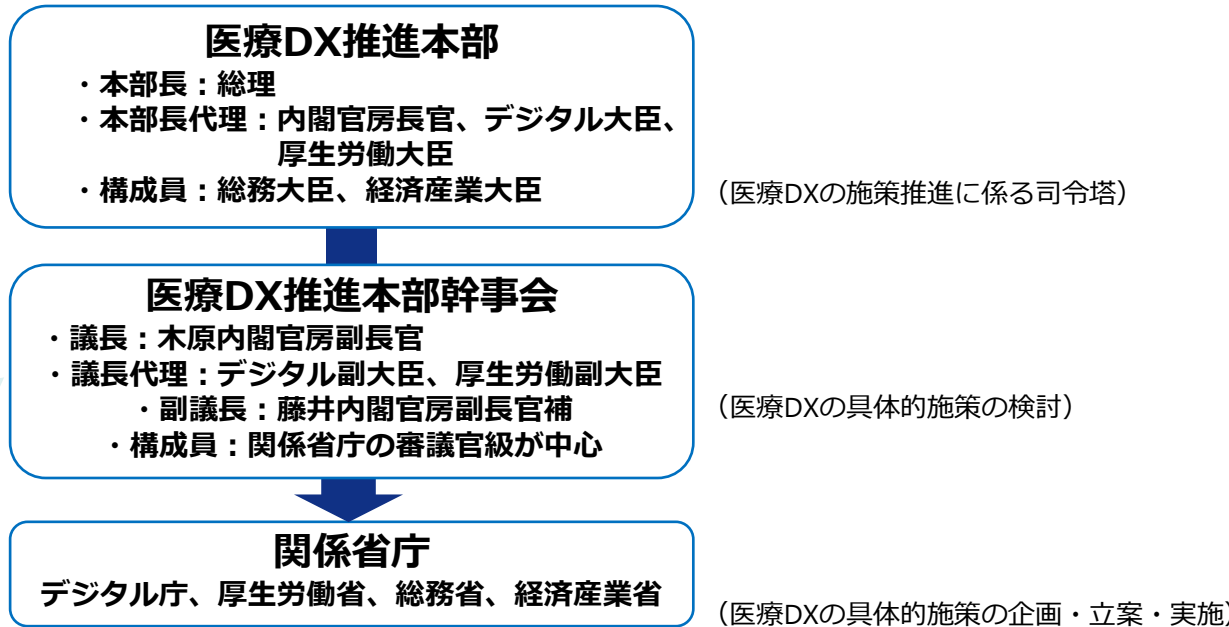 医療DX推進本部
・本部長：総理
・本部長代理：内閣官房長官、デジタル大臣、
厚生労働大臣
・構成員：総務大臣、経済産業大臣
（医療DXの施策推進に係る司令塔）
医療DX推進本部幹事会
・議長：木原内閣官房副長官
・議長代理：デジタル副大臣、厚生労働副大臣
・副議長：藤井内閣官房副長官補
・構成員：関係省庁の審議官級が中心
（医療DXの具体的施策の検討）
関係省庁
デジタル庁、厚生労働省、総務省、経済産業省
（医療DXの具体的施策の企画・立案・実施）